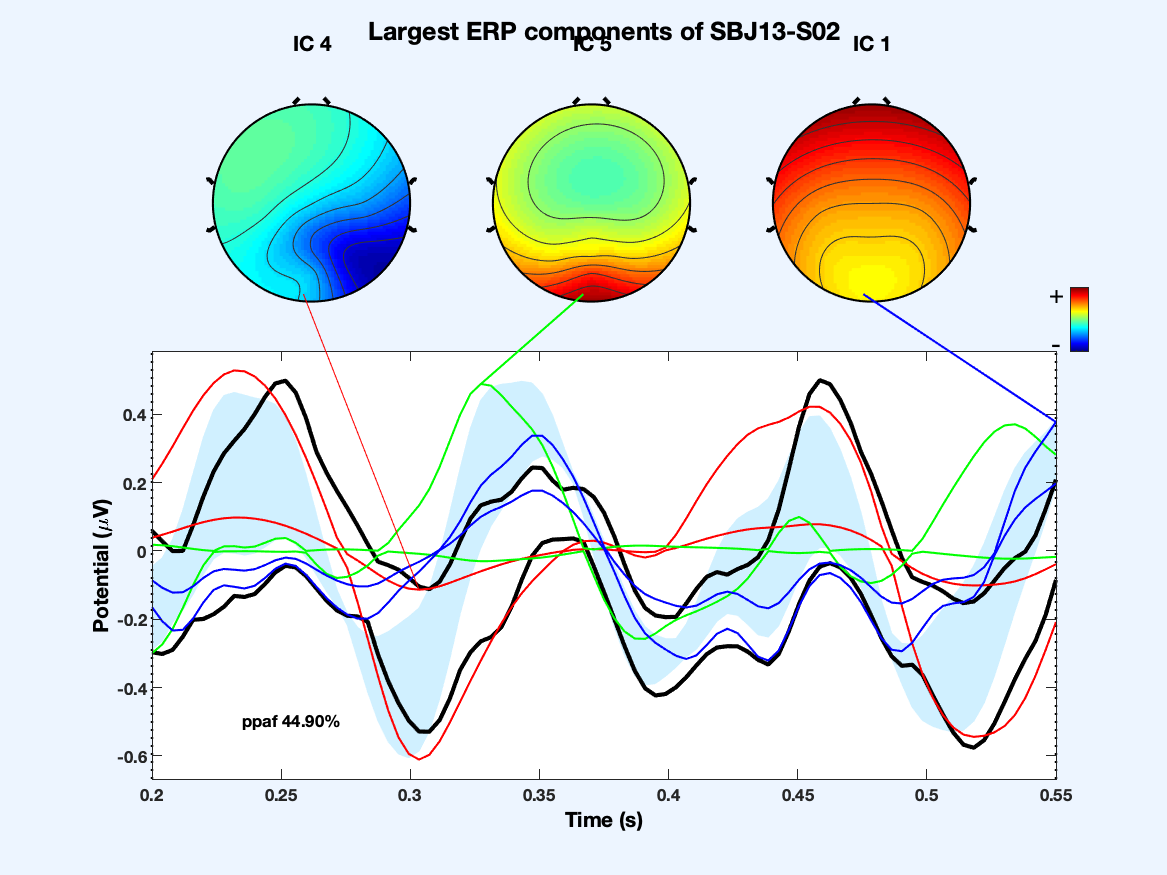 Largest ERP components of SBJ13-S02
IC 4
IC 5
IC 1
+
-
0.4
0.2
0
-0.2
-0.4
-0.6
Potential (μV)
ppaf 44.90%
0.2 0.25 0.3 0.35 0.4 0.45 0.5 0.55
Time (s)